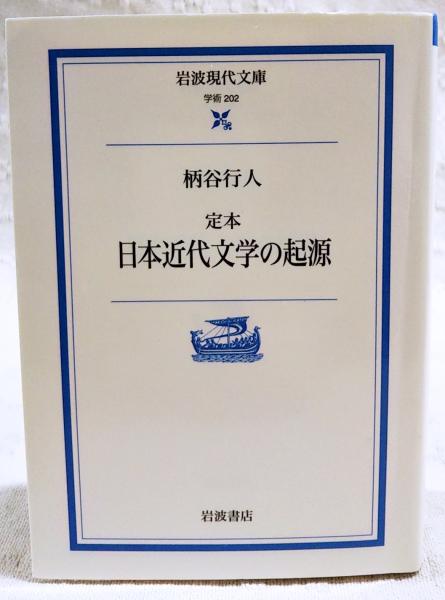 岩波現代文庫
学術 202
柄谷行人
定本
日本近代文学の起源
岩波書店